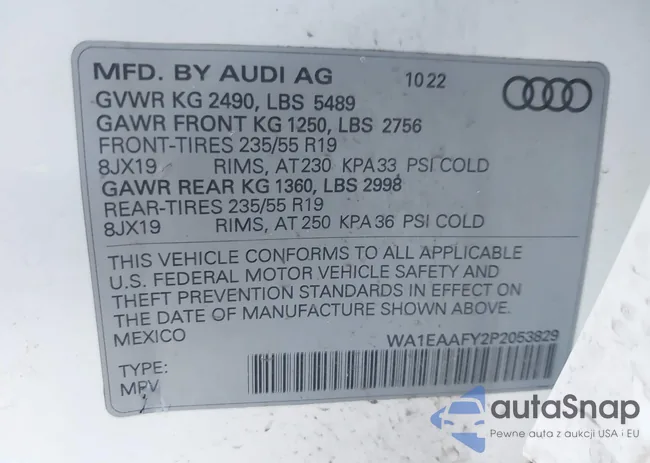 MFD. BY AUDI AG 10 22
GVWR KG 2490, LBS 5489
GAWR FRONT KG 1250, LBS 2756
FRONT-TIRES 235/55 R19
8JX19 RIMS, AT 230 KPA 33 PSI COLD
GAWR REAR KG 1360, LBS 2998
REAR-TIRES 235/55 R19
8JX19 RIMS, AT 250 KPA 36 PSI COLD
THIS VEHICLE CONFORMS TO ALL APPLICABLE
U.S. FEDERAL MOTOR VEHICLE SAFETY AND
THEFT PREVENTION STANDARDS IN EFFECT ON
THE DATE OF MANUFACTURE SHOWN ABOVE.
MEXICO WA1EAAFY2P2053829
TYPE:
MPV
autoSnap
Pewne auta z aukcji USA i EU